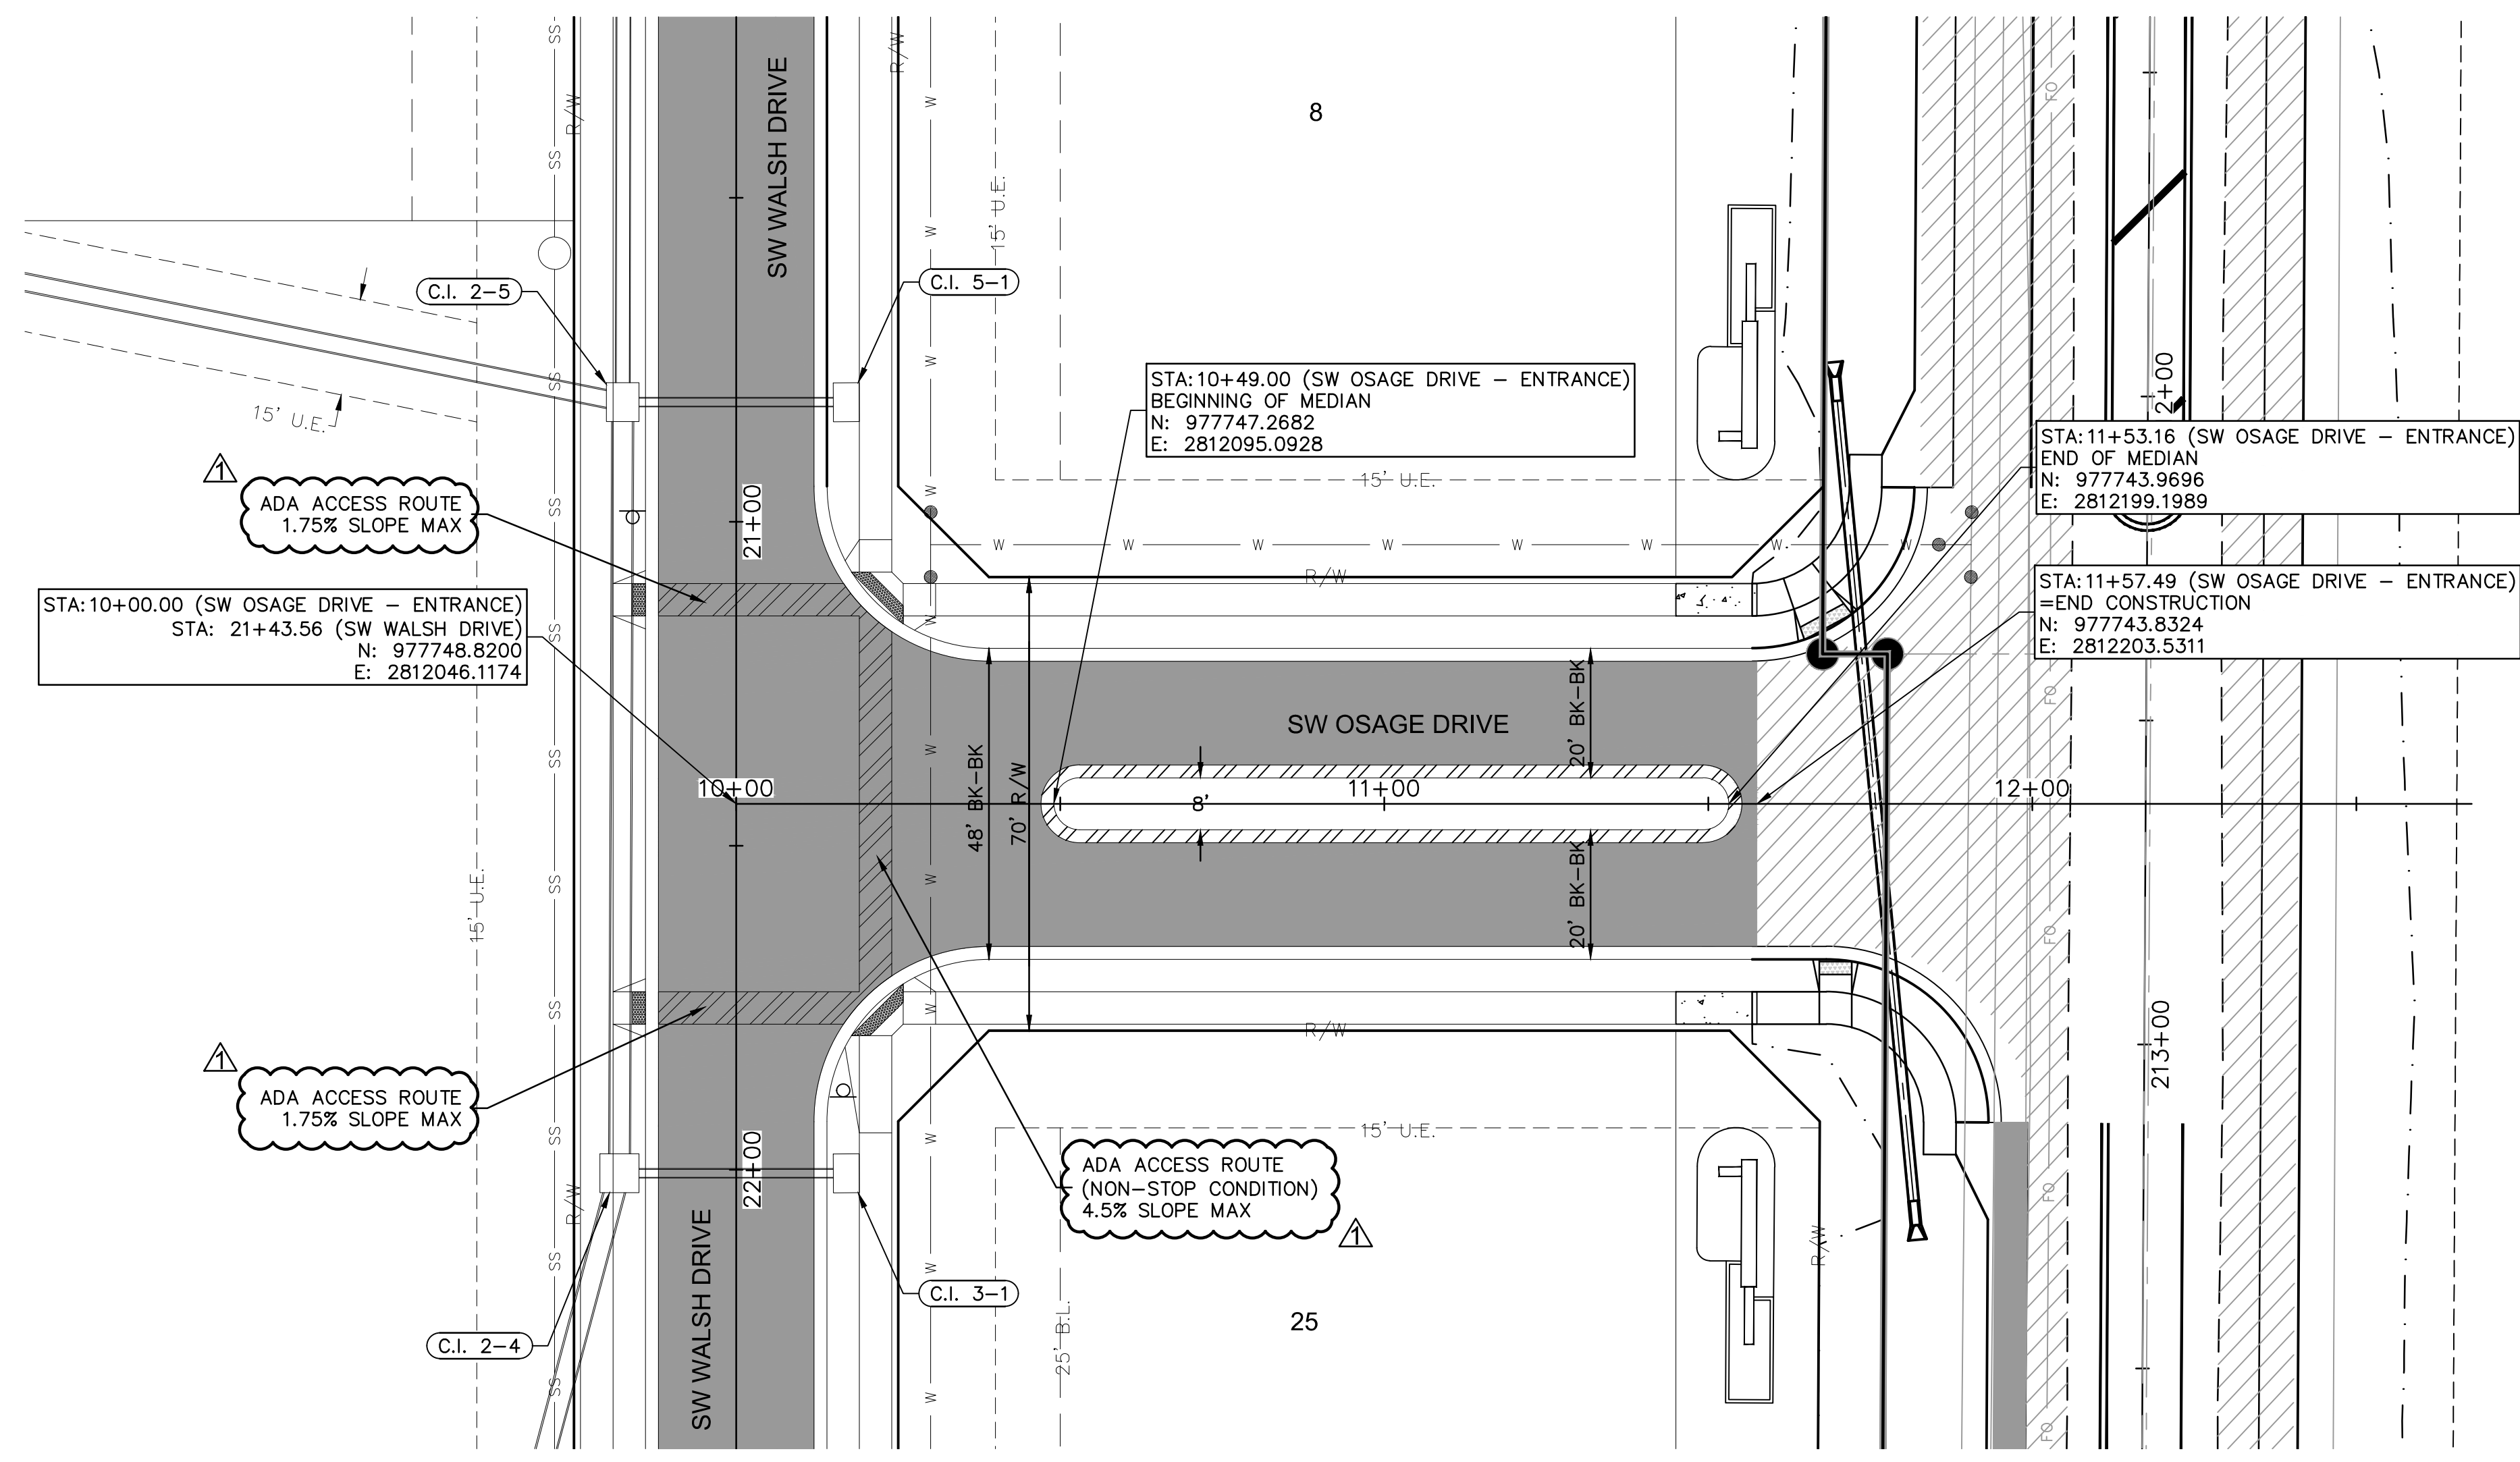 SW WALSH DRIVE
R/W
R/W
SS
W
FO
8
15' U.E.
C.I. 2-5
C.I. 5-1
15' U.E.
STA:10+49.00 (SW OSAGE DRIVE - ENTRANCE)
BEGINNING OF MEDIAN
N: 977747.2682
E: 2812095.0928
2+00
STA:11+53.16 (SW OSAGE DRIVE - ENTRANCE)
END OF MEDIAN
N: 977743.9696
E: 2812199.1989
1
ADA ACCESS ROUTE
1.75% SLOPE MAX
15' U.E.
21+00
W W W W W W W W
R/W
STA:10+00.00 (SW OSAGE DRIVE - ENTRANCE)
STA: 21+43.56 (SW WALSH DRIVE)
N: 977748.8200
E: 2812046.1174
STA:11+57.49 (SW OSAGE DRIVE - ENTRANCE)
=END CONSTRUCTION
N: 977743.8324
E: 2812203.5311
SW OSAGE DRIVE
20' BK-BK
10+00
11+00
12+00
8'
48' BK-BK
70' R/W
20' BK-BK
15' U.E.
R/W
213+00
1
ADA ACCESS ROUTE
1.75% SLOPE MAX
15' U.E.
22+00
ADA ACCESS ROUTE
(NON-STOP CONDITION)
4.5% SLOPE MAX
1
R/W
R/W
SW WALSH DRIVE
C.I. 3-1
C.I. 2-4
25' B.L.
25